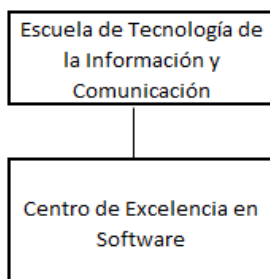 Escuela de Tecnología de
la Información y
Comunicación
Centro de Excelencia en
Software